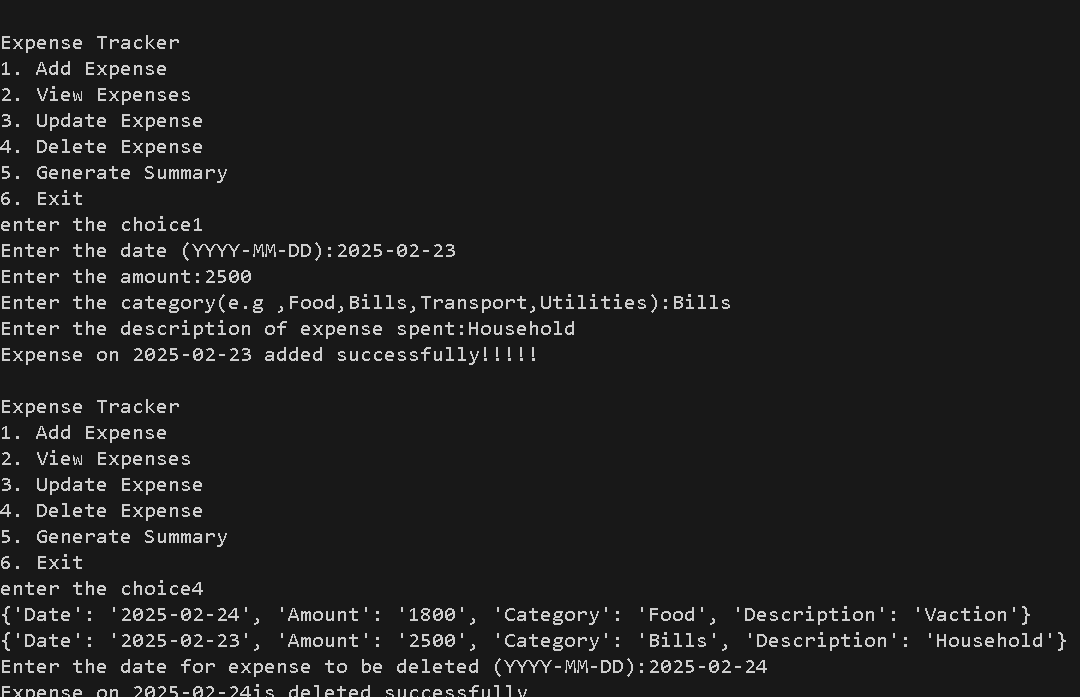 Expense Tracker
1. Add Expense
2. View Expenses
3. Update Expense
4. Delete Expense
5. Generate Summary
6. Exit
enter the choice1
Enter the date (YYYY-MM-DD):2025-02-23
Enter the amount:2500
Enter the category(e.g ,Food,Bills,Transport,Utilities):Bills
Enter the description of expense spent:Household
Expense on 2025-02-23 added successfully!!!!!
Expense Tracker
1. Add Expense
2. View Expenses
3. Update Expense
4. Delete Expense
5. Generate Summary
6. Exit
enter the choice4
{'Date': '2025-02-24', 'Amount': '1800', 'Category': 'Food', 'Description': 'Vaction'}
{'Date': '2025-02-23', 'Amount': '2500', 'Category': 'Bills', 'Description': 'Household'}
Enter the date for expense to be deleted (YYYY-MM-DD):2025-02-24
Expense on 2025-02-24is deleted successfully